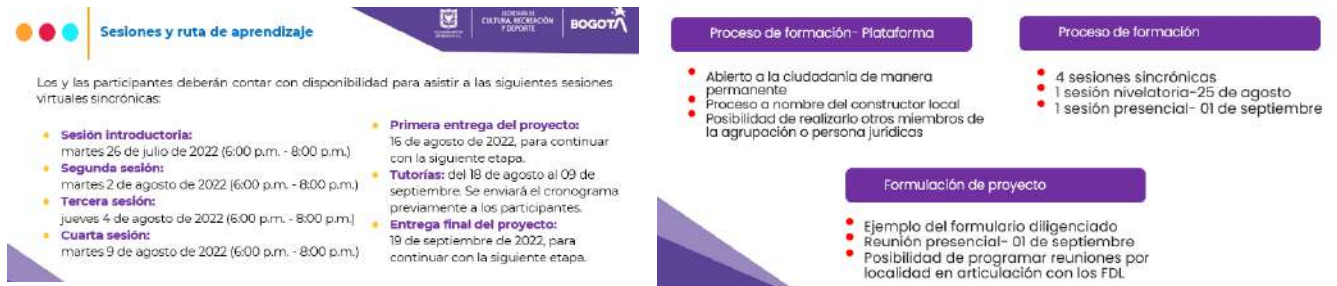 Sesiones y ruta de aprendizaje
SECRETARÍA DE
CULTURA, RECREACIÓN
Y DEPORTE
BOGOTÁ
Los y las participantes deberán contar con disponibilidad para asistir a las siguientes sesiones
virtuales sincrónicas:
Sesión introductoria:
martes 26 de julio de 2022 (6:00 p.m. - 8:00 p.m.)
Segunda sesión:
martes 2 de agosto de 2022 (6:00 p.m. - 8:00 p.m.)
Tercera sesión:
jueves 4 de agosto de 2022 (6:00 p.m. - 8:00 p.m.)
Cuarta sesión:
martes 9 de agosto de 2022 (6:00 p.m. - 8:00 p.m.)
Primera entrega del proyecto:
16 de agosto de 2022, para continuar
con la siguiente etapa.
Tutorías: del 18 de agosto al 09 de
septiembre. Se enviará el cronograma
previamente a los participantes.
Entrega final del proyecto:
19 de septiembre de 2022, para
continuar con la siguiente etapa.
Proceso de formación- Plataforma
Abierto a la ciudadanía de manera
permanente
Proceso a nombre del constructor local
Posibilidad de realizarlo otros miembros de
la agrupación o persona jurídicas
Proceso de formación
4 sesiones sincrónicas
1 sesión nivelatoria-25 de agosto
1 sesión presencial- 01 de septiembre
Formulación de proyecto
Ejemplo del formulario diligenciado
Reunión presencial- 01 de septiembre
Posibilidad de programar reuniones por
localidad en articulación con los FDL